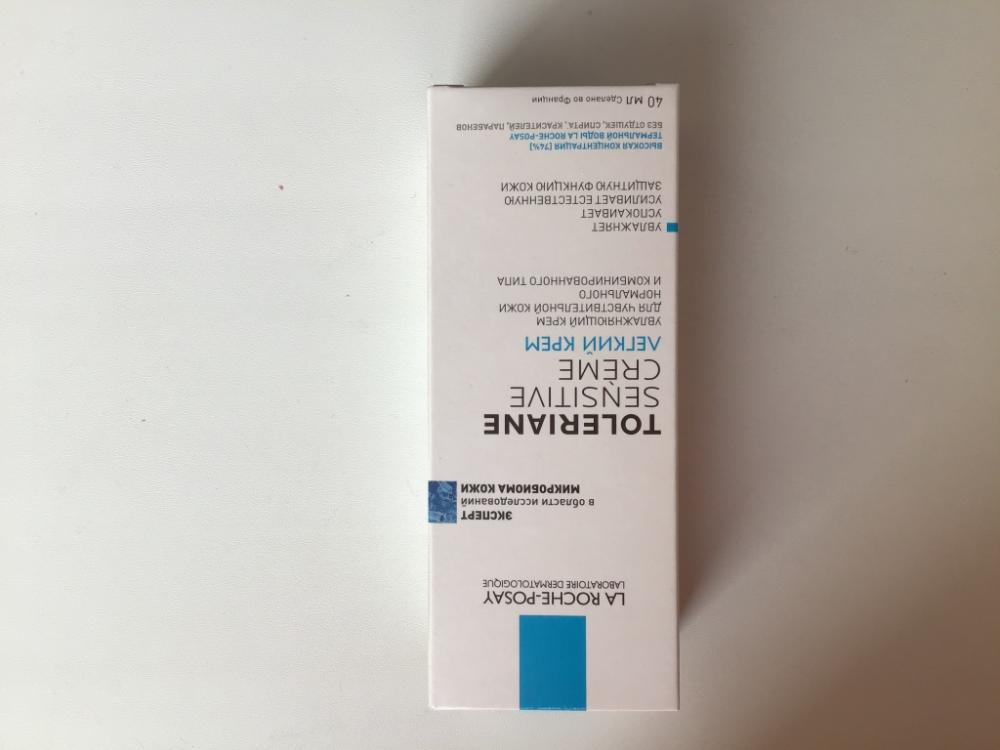 LA ROCHE-POSAY
LABORATOIRE DERMATOLOGIQUE
ЭКСПЕРТ
в области исследований
МИКРОБИОМА КОЖИ
TOLERIANE
SENSITIVE
CRÈME
ЛЕГКИЙ КРЕМ
УВЛАЖНЯЮЩИЙ КРЕМ
ДЛЯ ЧУВСТВИТЕЛЬНОЙ КОЖИ
НОРМАЛЬНОГО
И КОМБИНИРОВАННОГО ТИПА
УВЛАЖНЯЕТ
УСПОКАИВАЕТ
УСИЛИВАЕТ ЕСТЕСТВЕННУЮ
ЗАЩИТНУЮ ФУНКЦИЮ КОЖИ
ВЫСОКАЯ КОНЦЕНТРАЦИЯ [74%]
ТЕРМАЛЬНОЙ ВОДЫ LA ROCHE-POSAY
БЕЗ ОТДУШЕК, СПИРТА, КРАСИТЕЛЕЙ, ПАРАБЕНОВ
40 МЛ Сделано во Франции